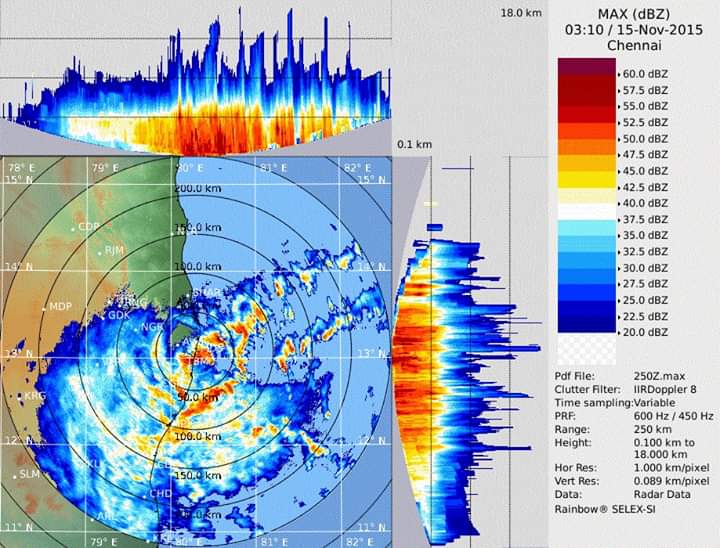 18.0 km
0.1 km
MAX (dBZ)
03:10 / 15-Nov-2015
Chennai
60.0 dBZ
57.5 dBZ
55.0 dBZ
52.5 dBZ
50.0 dBZ
47.5 dBZ
45.0 dBZ
42.5 dBZ
40.0 dBZ
37.5 dBZ
35.0 dBZ
32.5 dBZ
30.0 dBZ
27.5 dBZ
25.0 dBZ
22.5 dBZ
20.0 dBZ
Pdf File: 250Z.max
Clutter Filter: IIRDoppler 8
Time sampling:Variable
PRF: 600 Hz / 450 Hz
Range: 250 km
Height: 0.100 km to
18.000 km
Hor Res: 1.000 km/pixel
Vert Res: 0.089 km/pixel
Data: Radar Data
Rainbow® SELEX-SI
78° E 79° E 80° E 81° E 82° E
15° N 15° N
200.0 km
CDP
150.0 km
RJM
14° N 100.0 km 14° N
SHAR
MDP
GDK
NGR
13° N 13° N
KRG
50.0 km
100.0 km
12° N 12° N
SLM
150.0 km
CHD
11° N 11° N
79° E 80° E 81° E 82° E